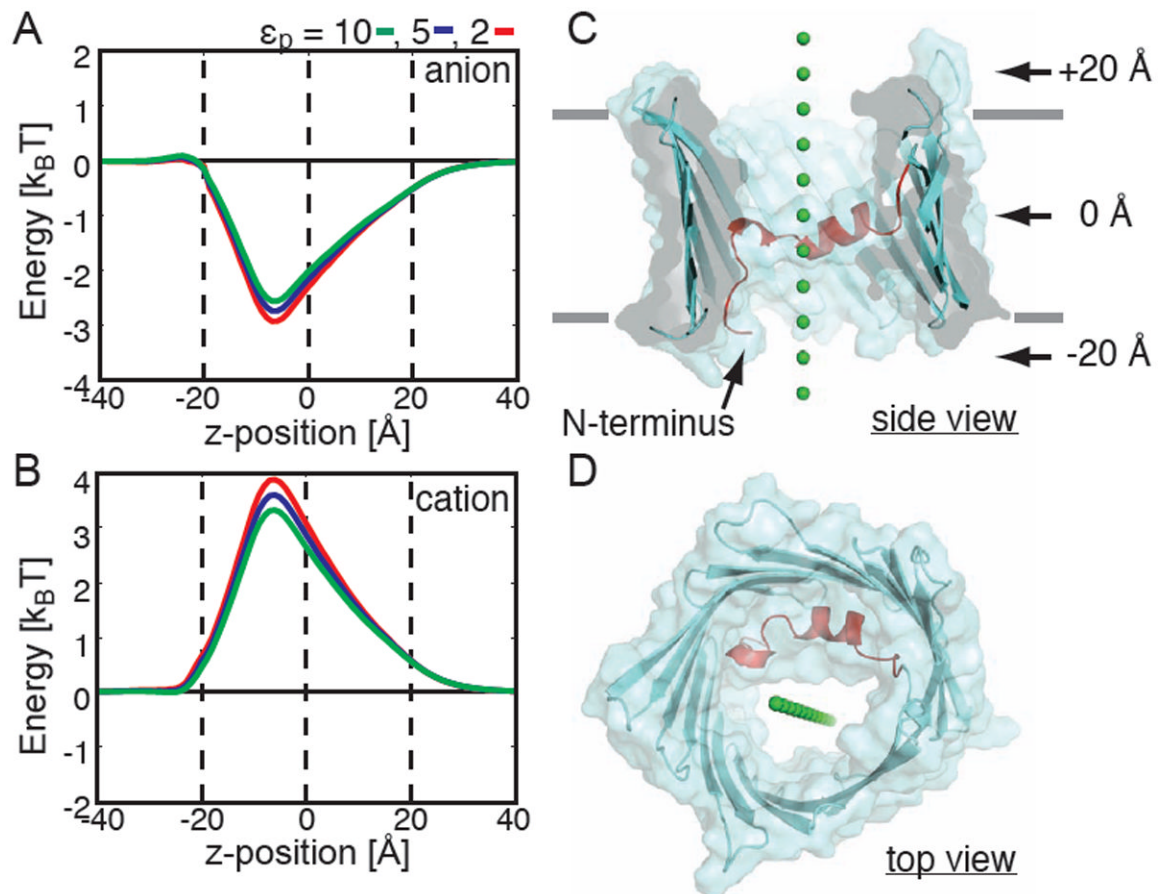 A
εp = 10, 5, 2
anion
2
1
0
-1
-2
-3
-4
Energy [kBT]
-40 -20 0 20 40
z-position [Å]
B
cation
4
3
2
1
0
-1
-2
Energy [kBT]
-40 -20 0 20 40
z-position [Å]
C
+20 Å
0 Å
-20 Å
N-terminus
side view
D
top view